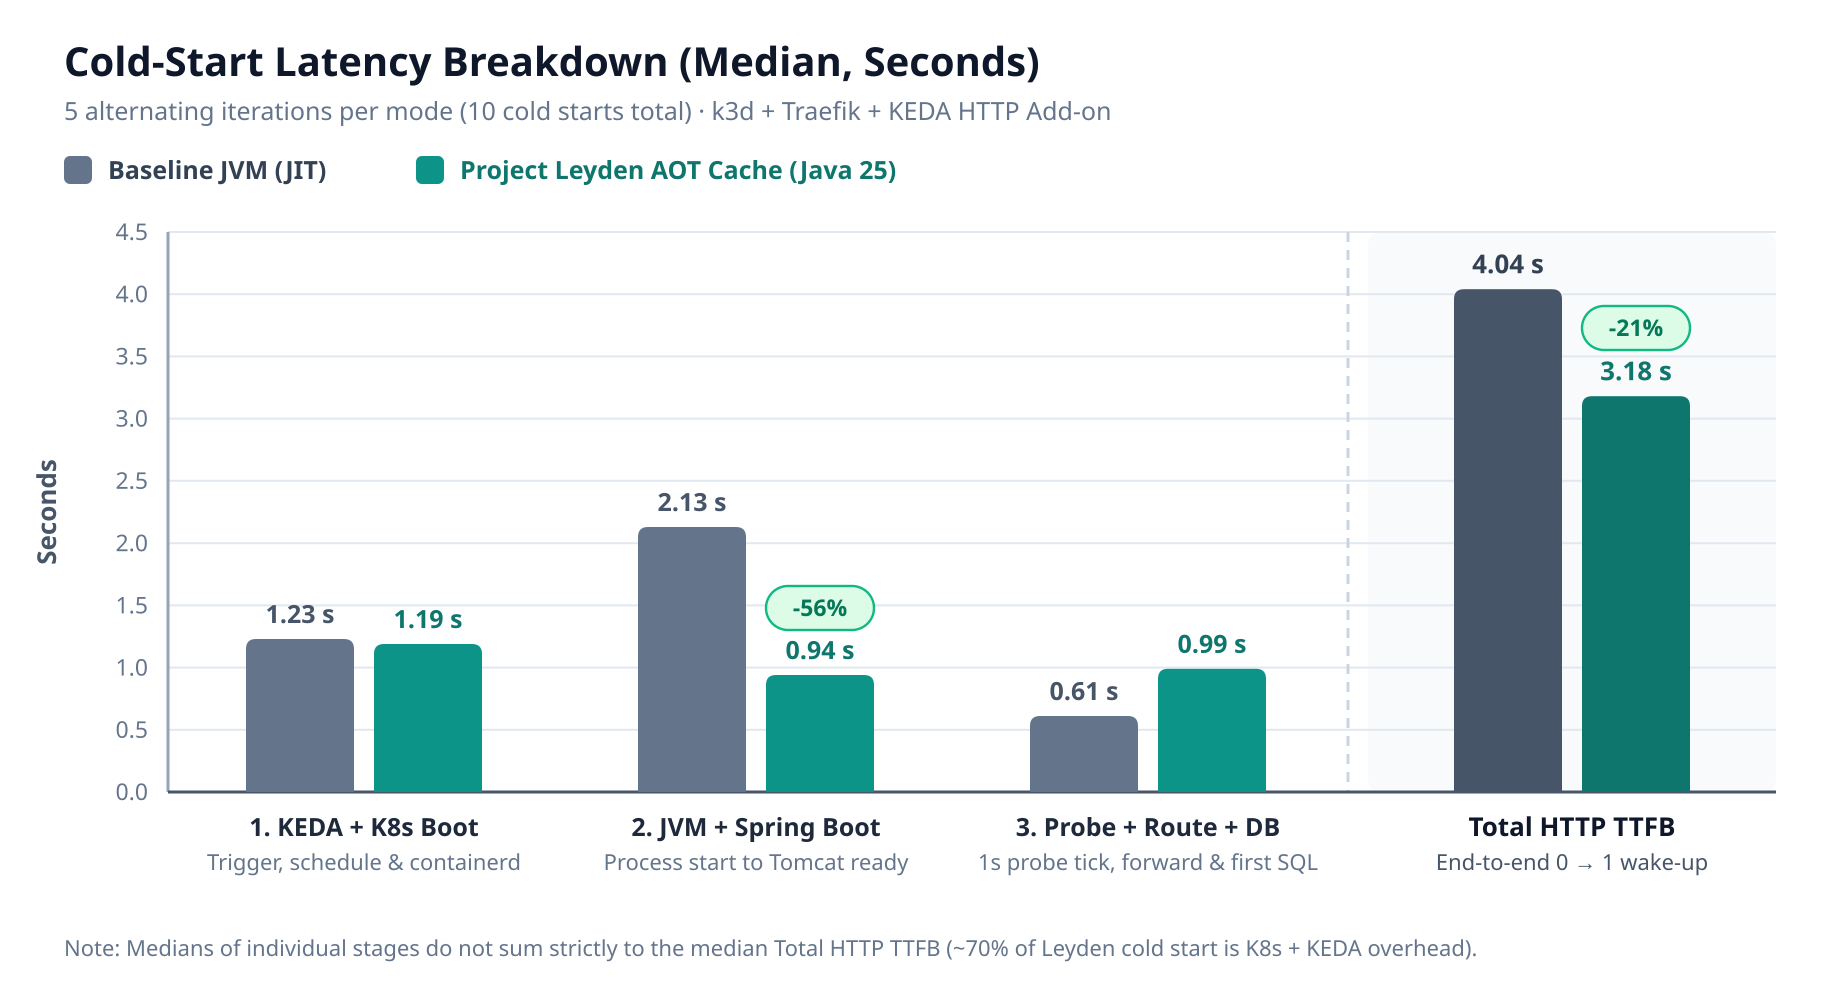 Cold-Start Latency Breakdown (Median, Seconds)
5 alternating iterations per mode (10 cold starts total) · k3d + Traefik + KEDA HTTP Add-on
Baseline JVM (JIT)
Project Leyden AOT Cache (Java 25)
Seconds
4.5
4.0
3.5
3.0
2.5
2.0
1.5
1.0
0.5
0.0
1.23 s
1.19 s
2.13 s
-56%
0.94 s
0.61 s
0.99 s
4.04 s
-21%
3.18 s
1. KEDA + K8s Boot
Trigger, schedule & containerd
2. JVM + Spring Boot
Process start to Tomcat ready
3. Probe + Route + DB
1s probe tick, forward & first SQL
Total HTTP TTFB
End-to-end 0 → 1 wake-up
Note: Medians of individual stages do not sum strictly to the median Total HTTP TTFB (~70% of Leyden cold start is K8s + KEDA overhead).